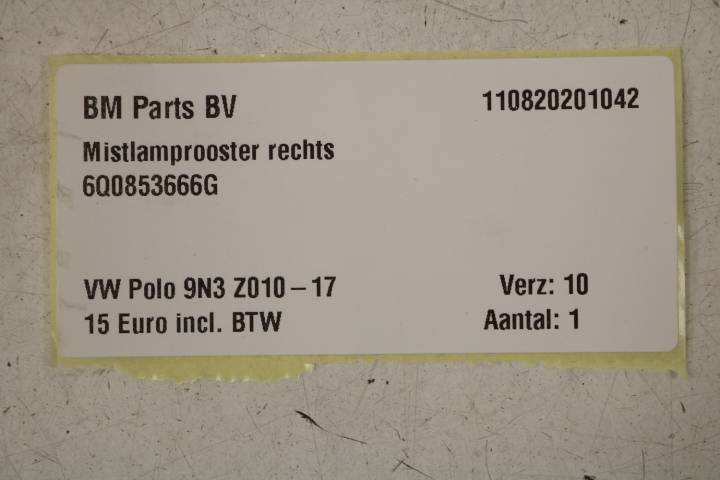 BM Parts BV 110820201042
Mistlamprooster rechts
6Q0853666G
VW Polo 9N3 Z010 – 17 Verz: 10
15 Euro incl. BTW Aantal: 1